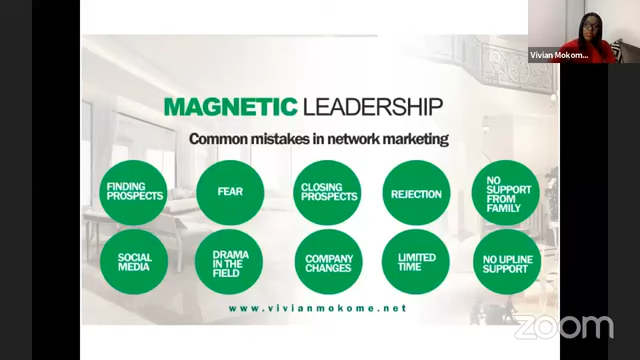 Vivian Mokom...
MAGNETIC LEADERSHIP
Common mistakes in network marketing
FINDING
PROSPECTS
FEAR
CLOSING
PROSPECTS
REJECTION
NO
SUPPORT
FROM
FAMILY
SOCIAL
MEDIA
DRAMA
IN THE
FIELD
COMPANY
CHANGES
LIMITED
TIME
NO UPLINE
SUPPORT
www.vivianmokome.net
zoom